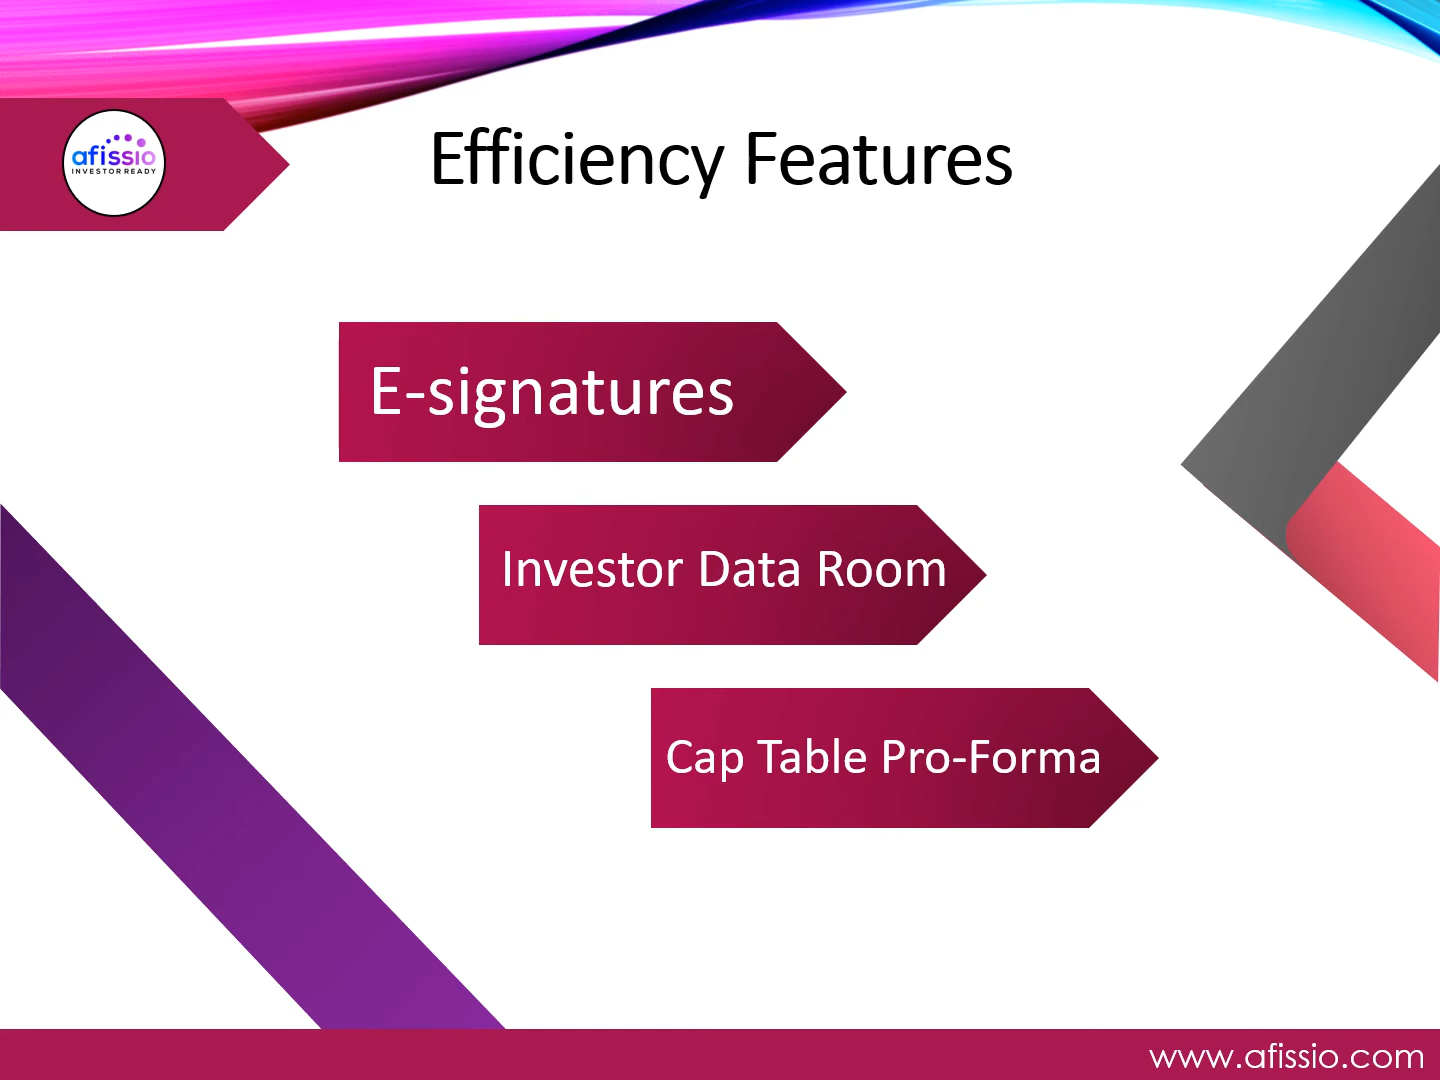 afissio
INVESTOR READY
Efficiency Features
E-signatures
Investor Data Room
Cap Table Pro-Forma
www.afissio.com